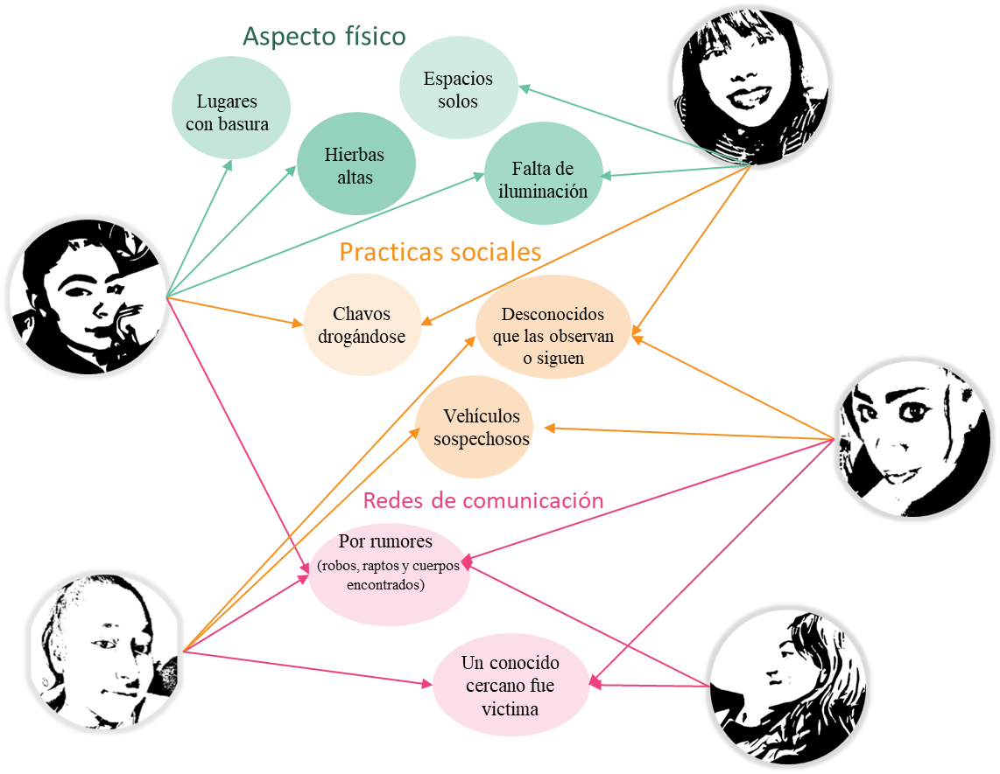 Aspecto físico
Lugares
con basura
Espacios
solos
Hierbas
altas
Falta de
iluminación
Practicas sociales
Chavos
drogándose
Desconocidos
que las observan
o siguen
Vehículos
sospechosos
Redes de comunicación
Por rumores
(robos, raptos y cuerpos
encontrados)
Un conocido
cercano fue
victima